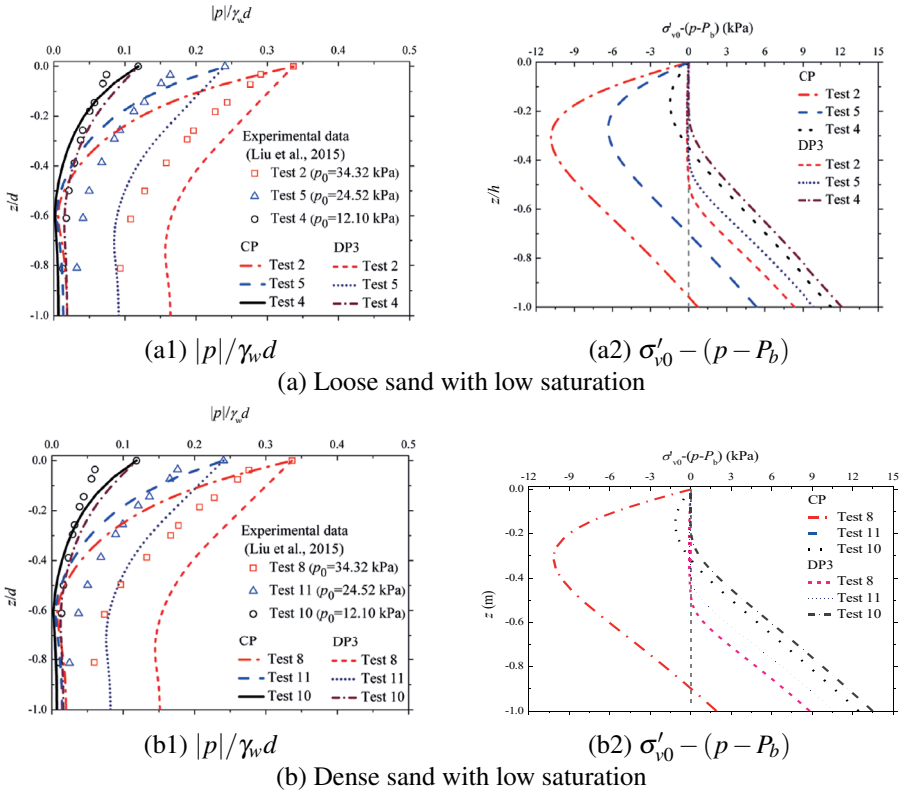 |p|/γ_w d
0.0 0.1 0.2 0.3 0.4 0.5
0.0
-0.2
-0.4
-0.6
-0.8
-1.0
z/d
Experimental data
(Liu et al., 2015)
Test 2 (p₀=34.32 kPa)
Test 5 (p₀=24.52 kPa)
Test 4 (p₀=12.10 kPa)
CP DP3
Test 2 Test 2
Test 5 Test 5
Test 4 Test 4
(a1) |p|/γ_w d
σ'_v0-(p-P_b) (kPa)
-12 -9 -6 -3 0 3 6 9 12 15
0.0
-0.2
-0.4
-0.6
-0.8
-1.0
z/h
CP
Test 2
Test 5
Test 4
DP3
Test 2
Test 5
Test 4
(a2) σ'_v0 − (p − P_b)
(a) Loose sand with low saturation
|p|/γ_w d
0.0 0.1 0.2 0.3 0.4 0.5
0.0
-0.2
-0.4
-0.6
-0.8
-1.0
z/d
Experimental data
(Liu et al., 2015)
Test 8 (p₀=34.32 kPa)
Test 11 (p₀=24.52 kPa)
Test 10 (p₀=12.10 kPa)
CP DP3
Test 8 Test 8
Test 11 Test 11
Test 10 Test 10
(b1) |p|/γ_w d
σ'_v0-(p-P_b) (kPa)
-12 -9 -6 -3 0 3 6 9 12 15
0.0
-0.2
-0.4
-0.6
-0.8
-1.0
z (m)
CP
Test 8
Test 11
Test 10
DP3
Test 8
Test 11
Test 10
(b2) σ'_v0 − (p − P_b)
(b) Dense sand with low saturation